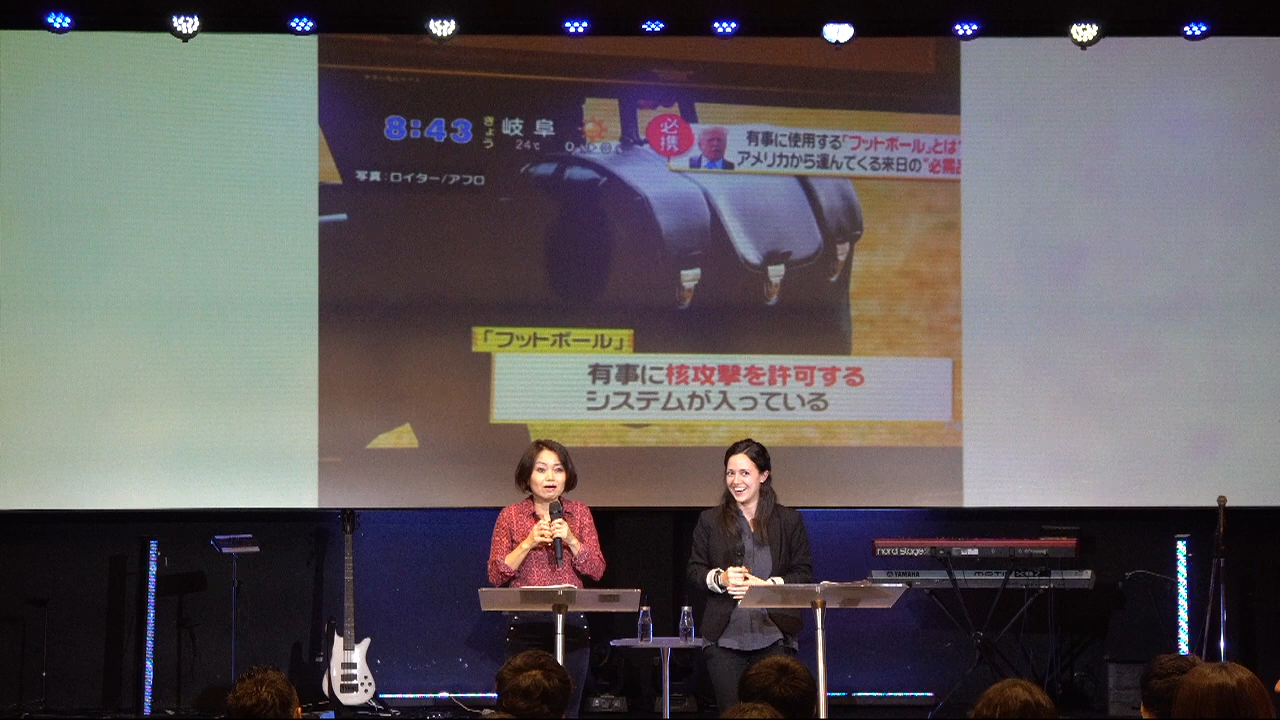 8:43
きょう
岐阜
24℃
必携
有事に使用する「フットボール」とは
アメリカから運んでくる来日の"必需品
写真:ロイター/アフロ
「フットボール」
有事に核攻撃を許可する
システムが入っている
nord stage
YAMAHA